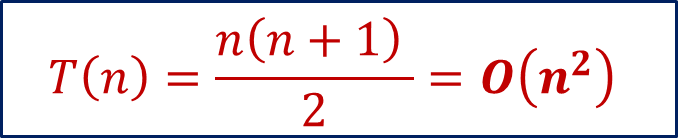 T(n) = n(n + 1) / 2 = O(n²)